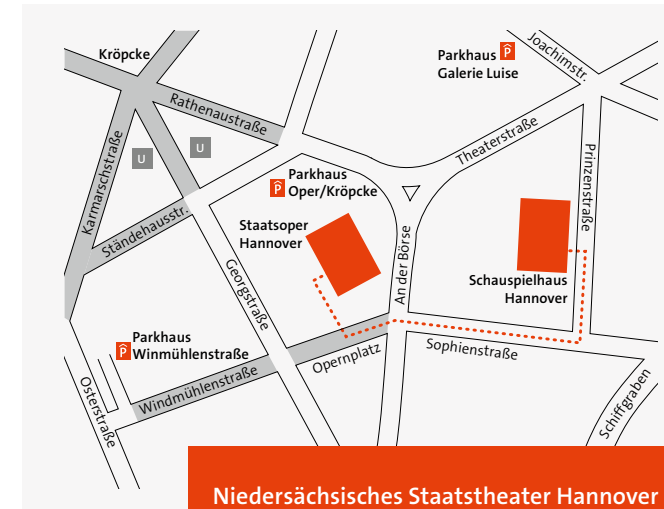 Kröpcke
Parkhaus P
Galerie Luise
Joachimstr.
Rathenaustraße
U
U
Theaterstraße
Prinzenstraße
Karmarschstraße
Parkhaus
P Oper/Kröpcke
Ständehausstr.
Staatsoper
Hannover
An der Börse
Georgstraße
Schauspielhaus
Hannover
Parkhaus
P Winmühlenstraße
Opernplatz
Sophienstraße
Windmühlenstraße
Osterstraße
Schiffgraben
Niedersächsisches Staatstheater Hannover